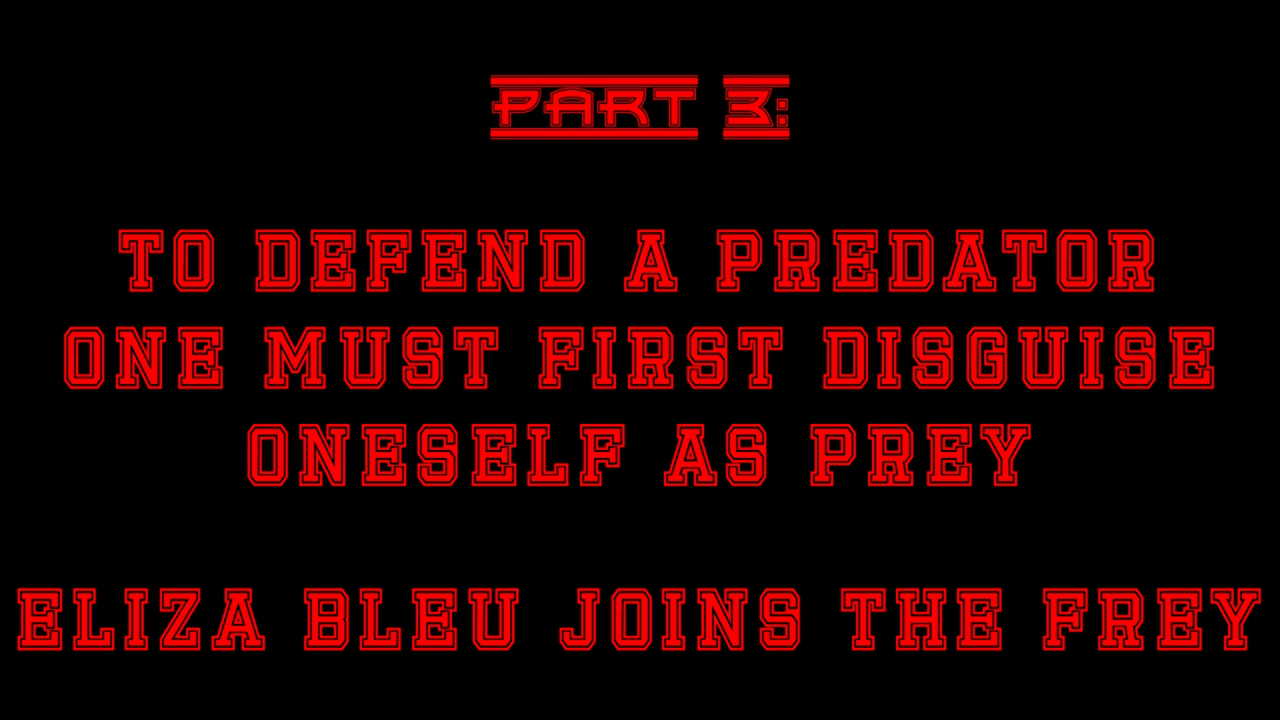 PART 3:
TO DEFEND A PREDATOR
ONE MUST FIRST DISGUISE
ONESELF AS PREY
ELIZA BLEU JOINS THE FREY